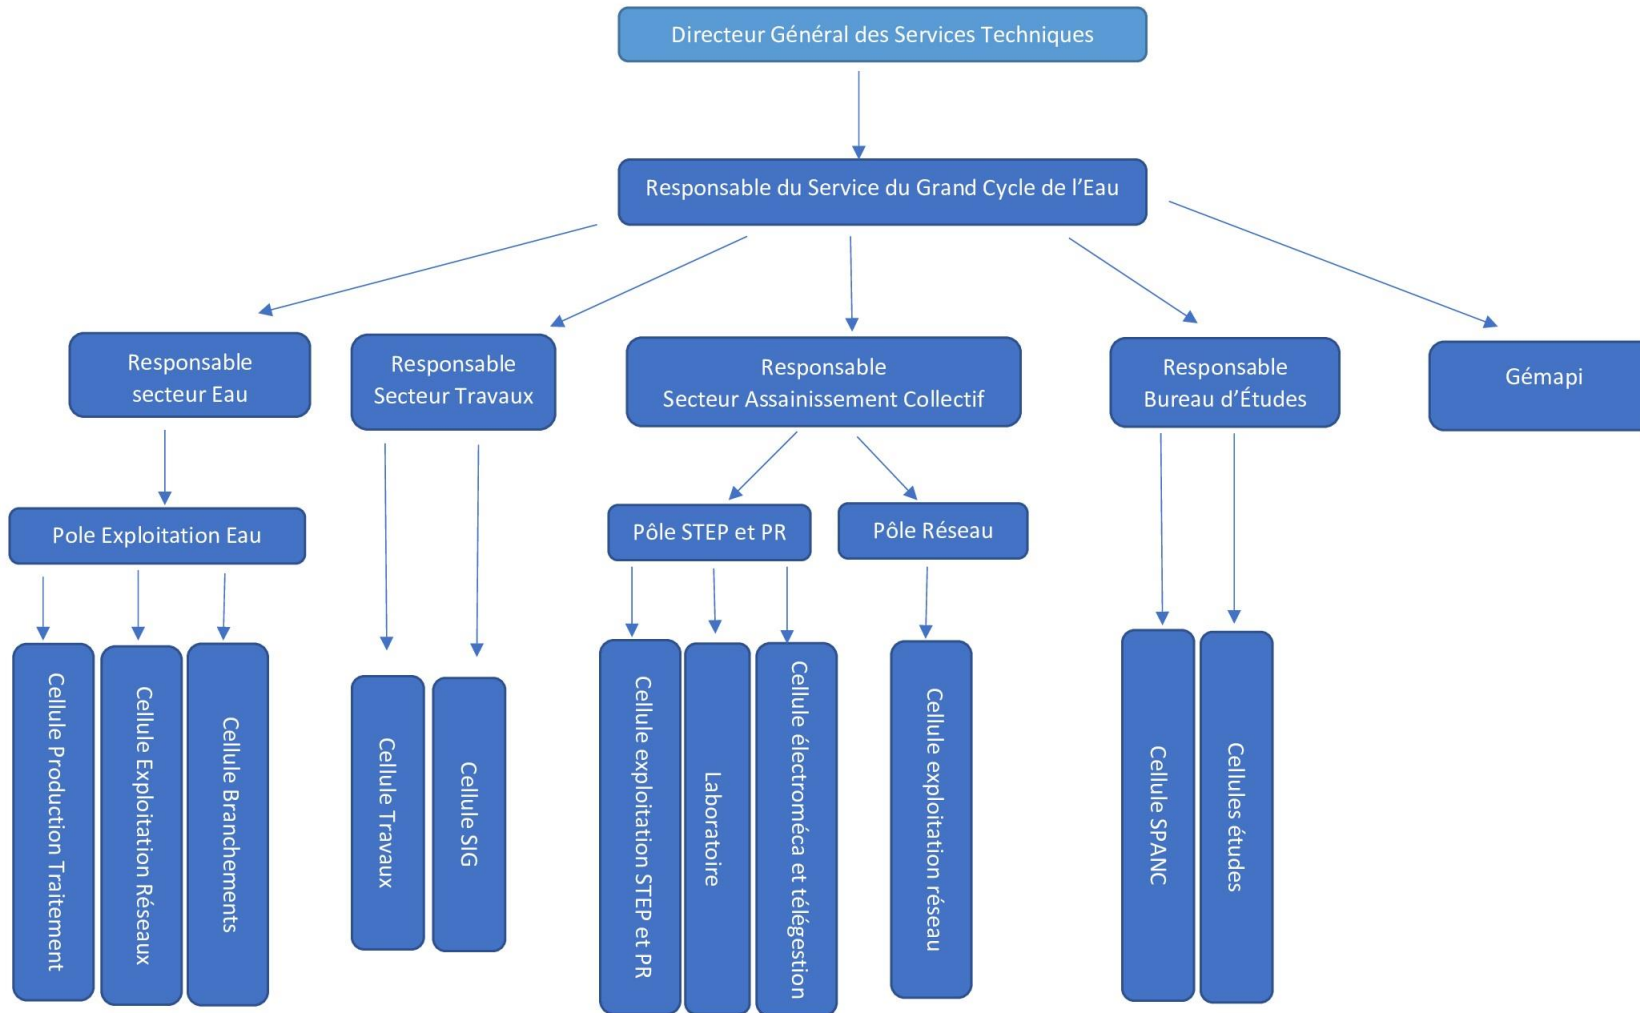 Directeur Général des Services Techniques
Responsable du Service du Grand Cycle de l’Eau
Responsable
secteur Eau
Responsable
Secteur Travaux
Responsable
Secteur Assainissement Collectif
Responsable
Bureau d’Études
Gémapi
Pole Exploitation Eau
Pôle STEP et PR
Pôle Réseau
Cellule Production Traitement
Cellule Exploitation Réseaux
Cellule Branchements
Cellule Travaux
Cellule SIG
Cellule exploitation STEP et PR
Laboratoire
Cellule électroméca et télégestion
Cellule exploitation réseau
Cellule SPANC
Cellules études